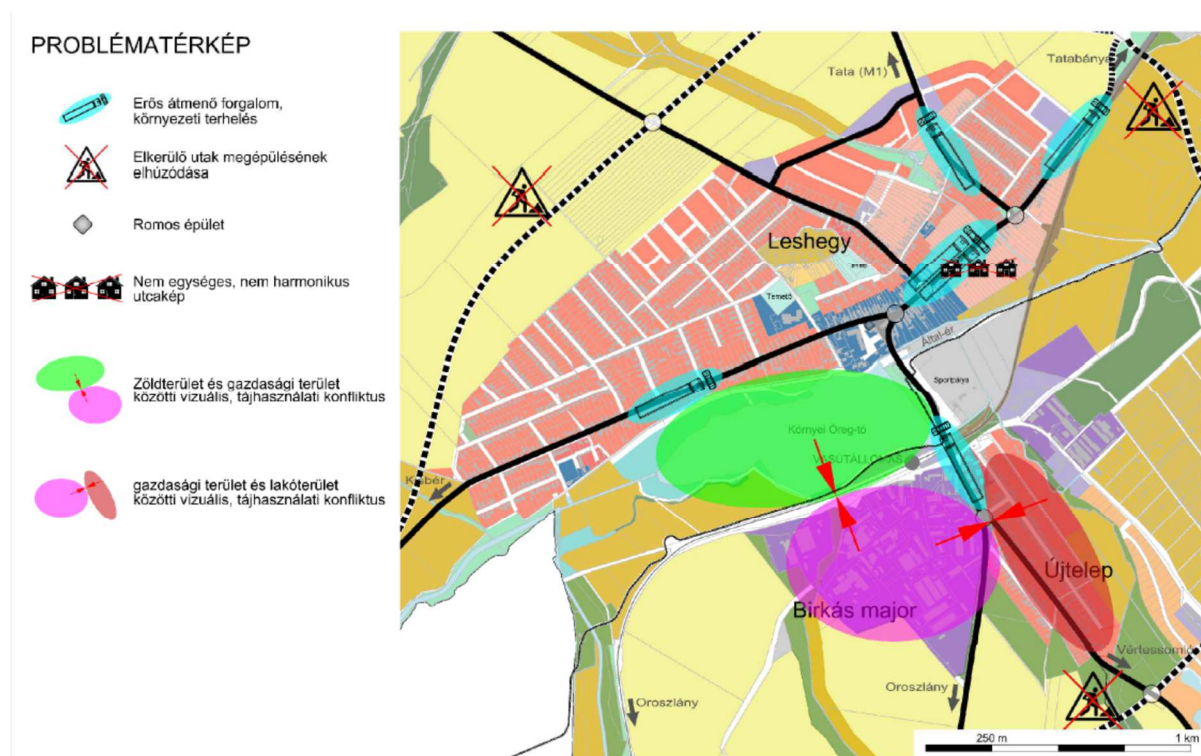 PROBLÉMATÉRKÉP
Erős átmenő forgalom,
környezeti terhelés
Elkerülő utak megépülésének
elhúzódása
Romos épület
Nem egységes, nem harmonikus
utcakép
Zöldterület és gazdasági terület
közötti vizuális, tájhasználati konfliktus
gazdasági terület és lakóterület
közötti vizuális, tájhasználati konfliktus
Tata (M1)
Tatabánya
Leshegy
Temető
Által-ér
Sportpálya
Környei Öreg-tó
VASÚTÁLLOMÁS
Kisbér
Újtelep
Birkás major
Oroszlány
Oroszlány
250 m
1 km